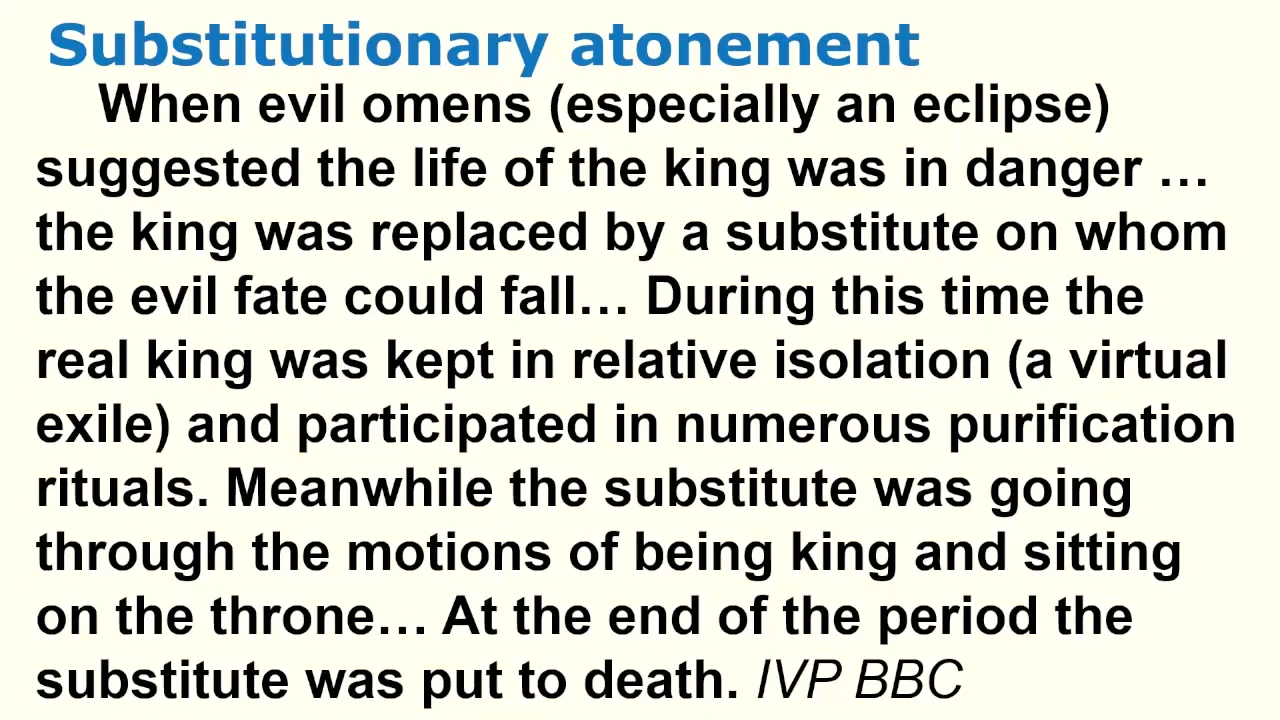 Substitutionary atonement
When evil omens (especially an eclipse)
suggested the life of the king was in danger …
the king was replaced by a substitute on whom
the evil fate could fall… During this time the
real king was kept in relative isolation (a virtual
exile) and participated in numerous purification
rituals. Meanwhile the substitute was going
through the motions of being king and sitting
on the throne… At the end of the period the
substitute was put to death. IVP BBC